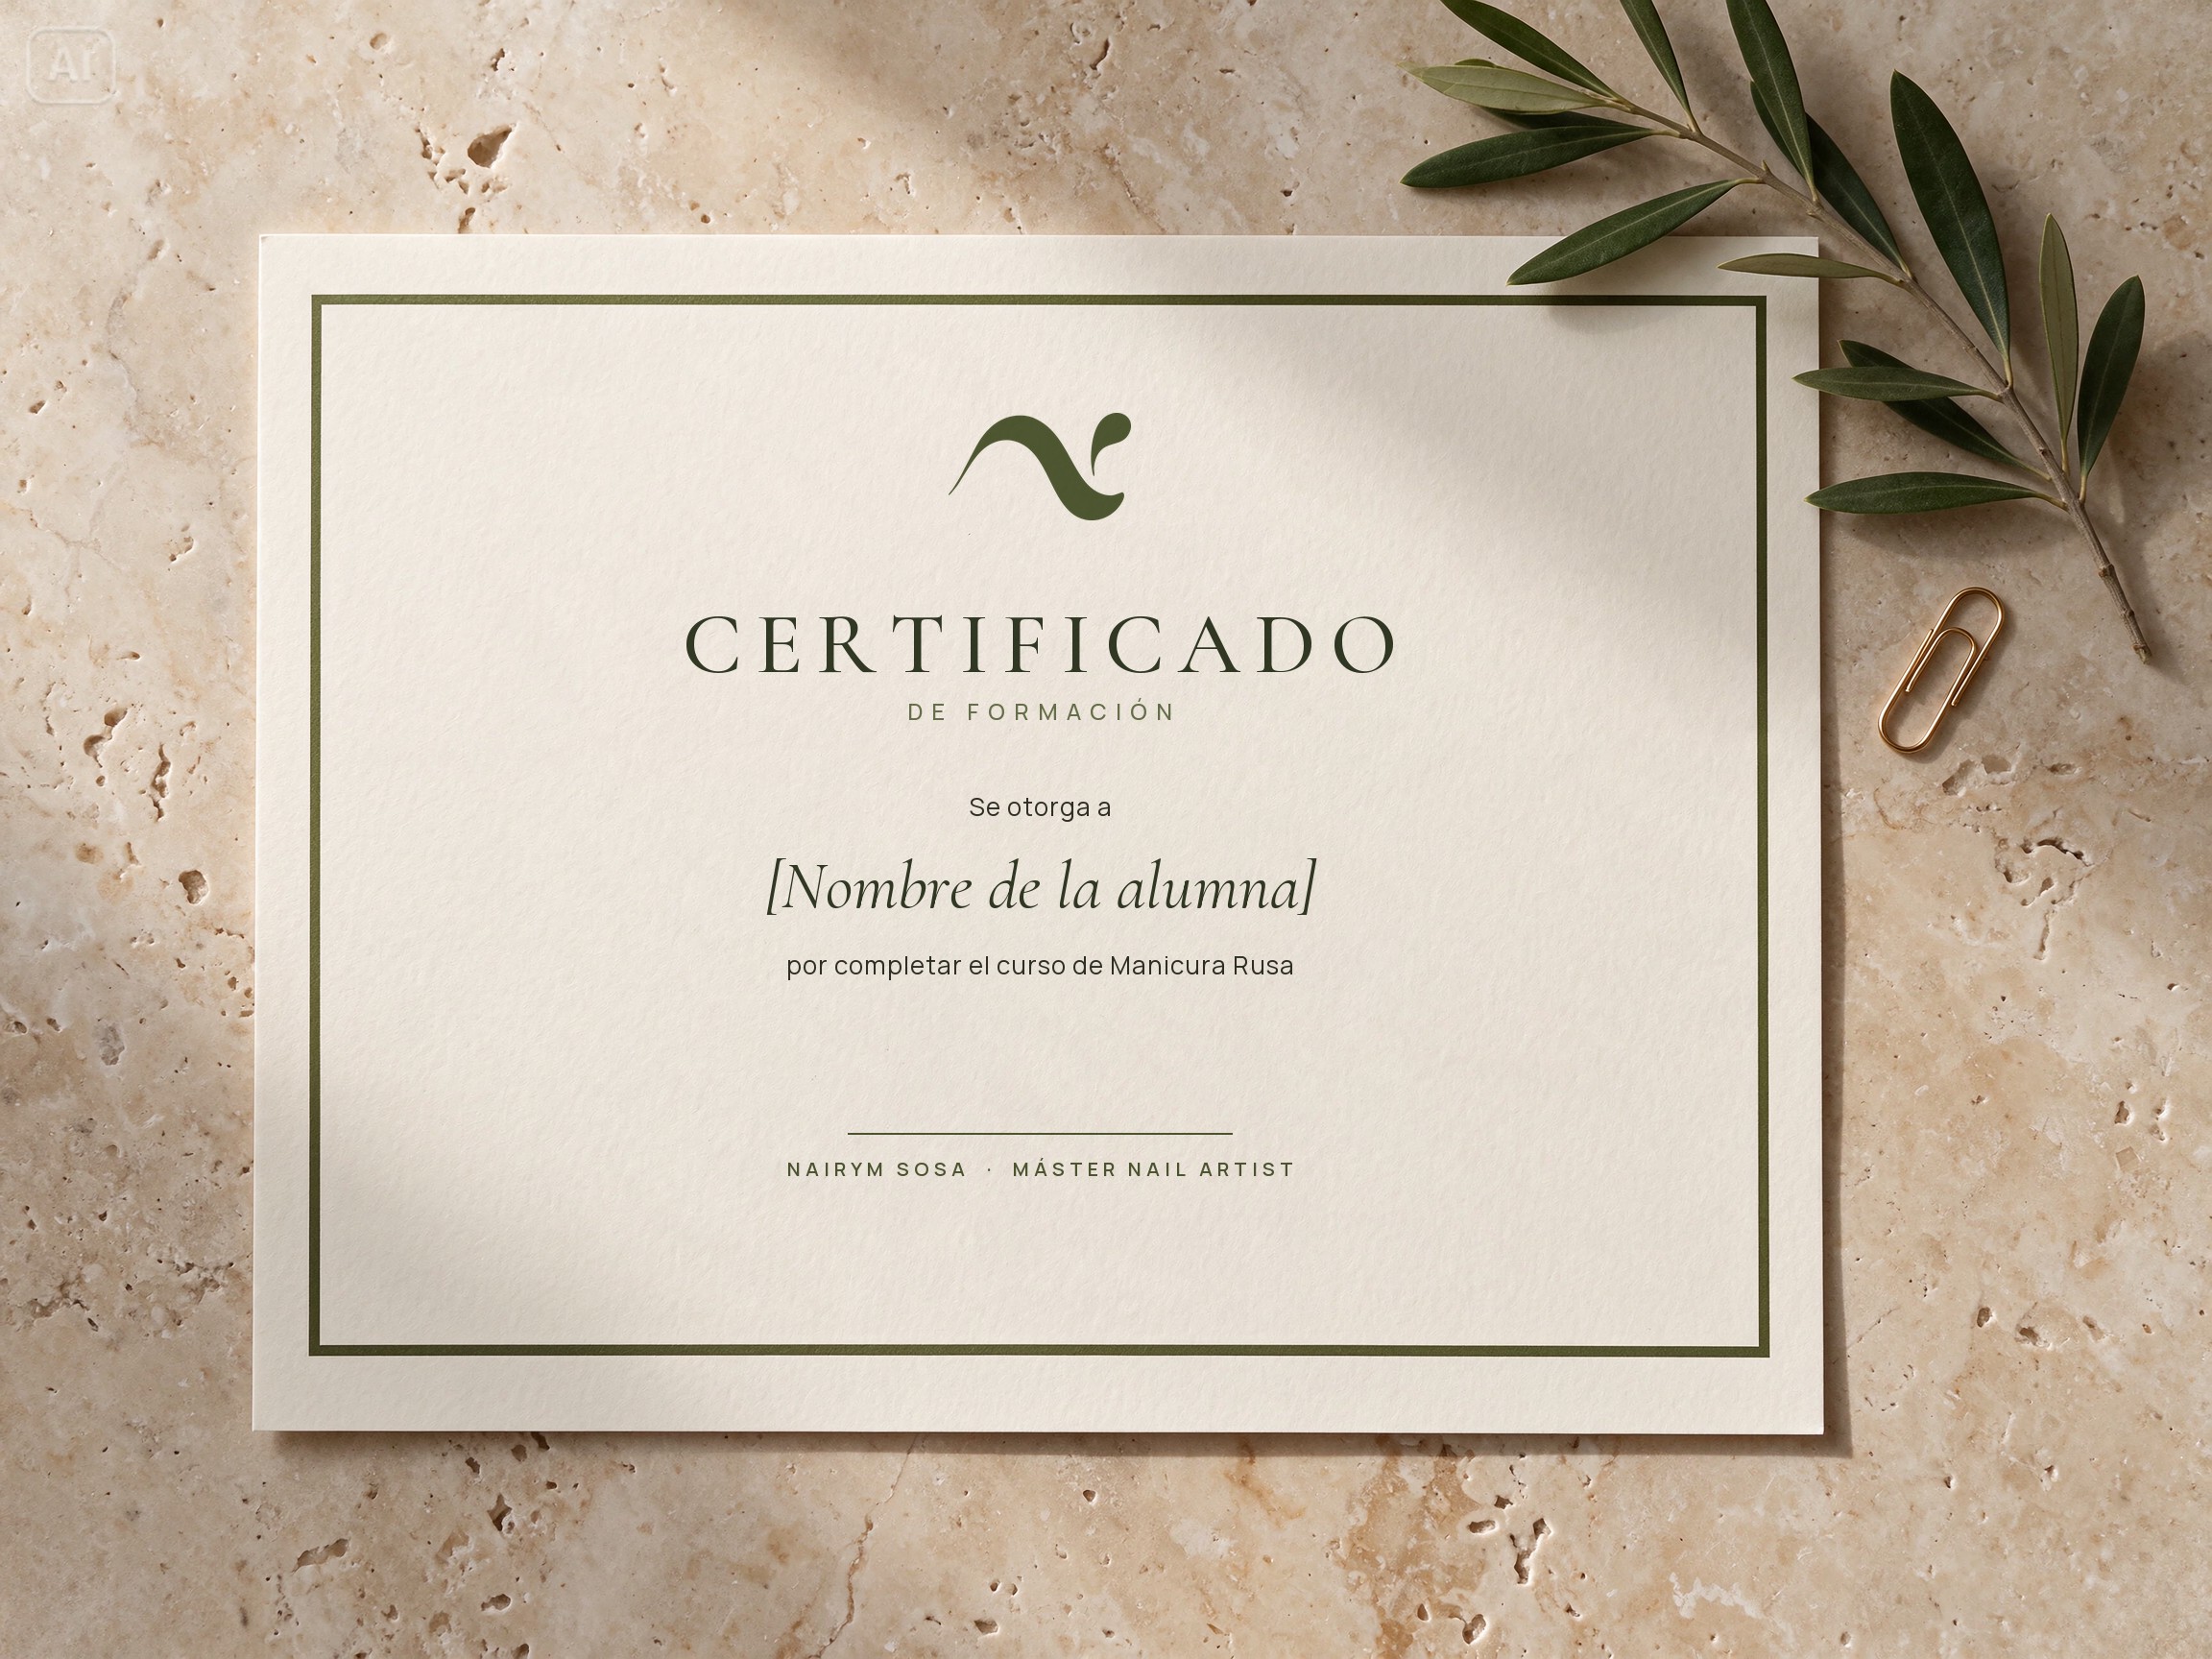 AI
CERTIFICADO
DE FORMACIÓN
Se otorga a
[Nombre de la alumna]
por completar el curso de Manicura Rusa
NAIRYM SOSA · MÁSTER NAIL ARTIST